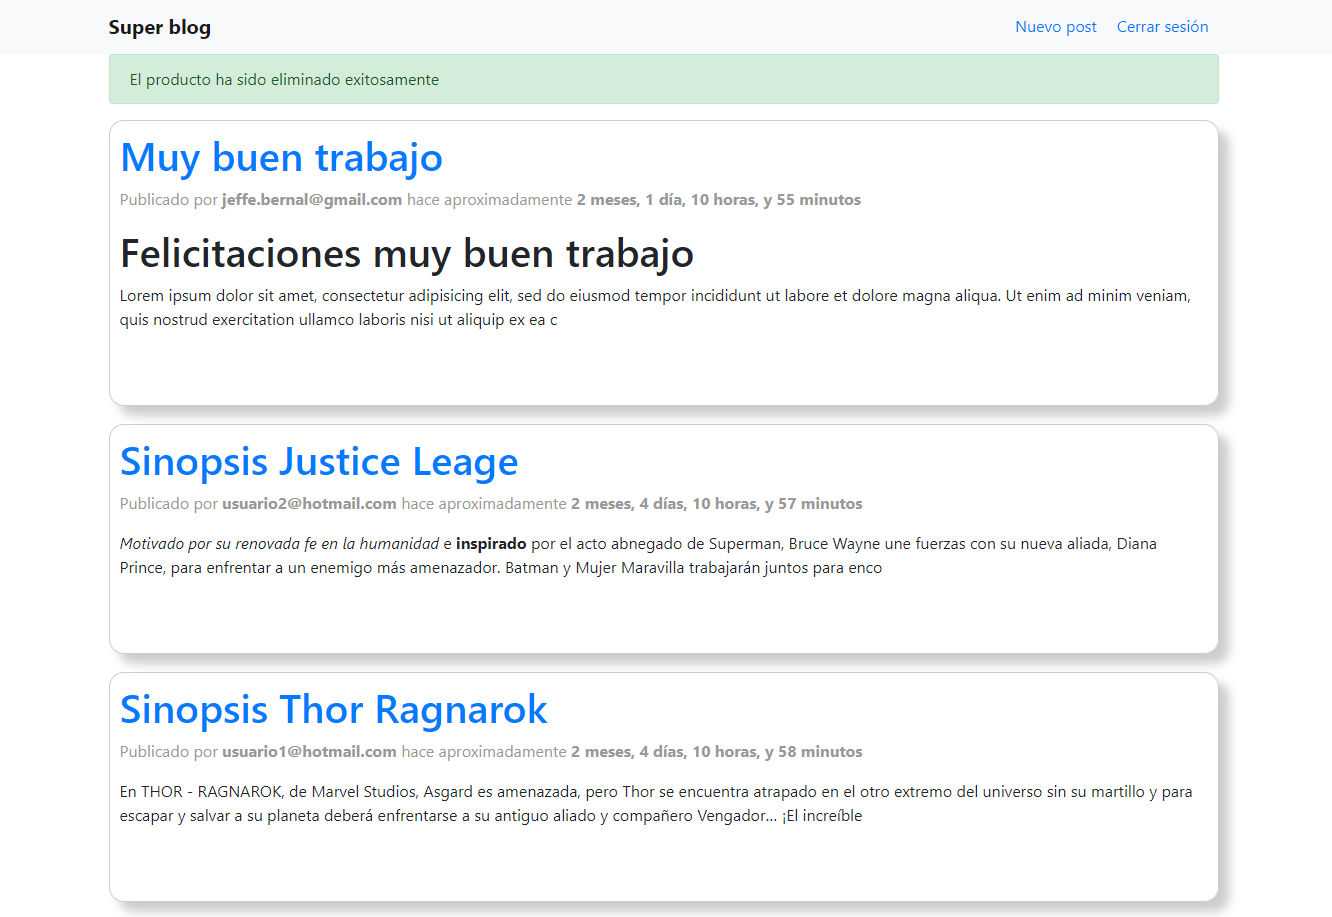 Super blog
Nuevo post
Cerrar sesión
El producto ha sido eliminado exitosamente
Muy buen trabajo
Publicado por jeffe.bernal@gmail.com hace aproximadamente 2 meses, 1 día, 10 horas, y 55 minutos
Felicitaciones muy buen trabajo
Lorem ipsum dolor sit amet, consectetur adipisicing elit, sed do eiusmod tempor incididunt ut labore et dolore magna aliqua. Ut enim ad minim veniam,
quis nostrud exercitation ullamco laboris nisi ut aliquip ex ea c
Sinopsis Justice Leage
Publicado por usuario2@hotmail.com hace aproximadamente 2 meses, 4 días, 10 horas, y 57 minutos
Motivado por su renovada fe en la humanidad e inspirado por el acto abnegado de Superman, Bruce Wayne une fuerzas con su nueva aliada, Diana
Prince, para enfrentar a un enemigo más amenazador. Batman y Mujer Maravilla trabajarán juntos para enco
Sinopsis Thor Ragnarok
Publicado por usuario1@hotmail.com hace aproximadamente 2 meses, 4 días, 10 horas, y 58 minutos
En THOR - RAGNAROK, de Marvel Studios, Asgard es amenazada, pero Thor se encuentra atrapado en el otro extremo del universo sin su martillo y para
escapar y salvar a su planeta deberá enfrentarse a su antiguo aliado y compañero Vengador... ¡El increíble